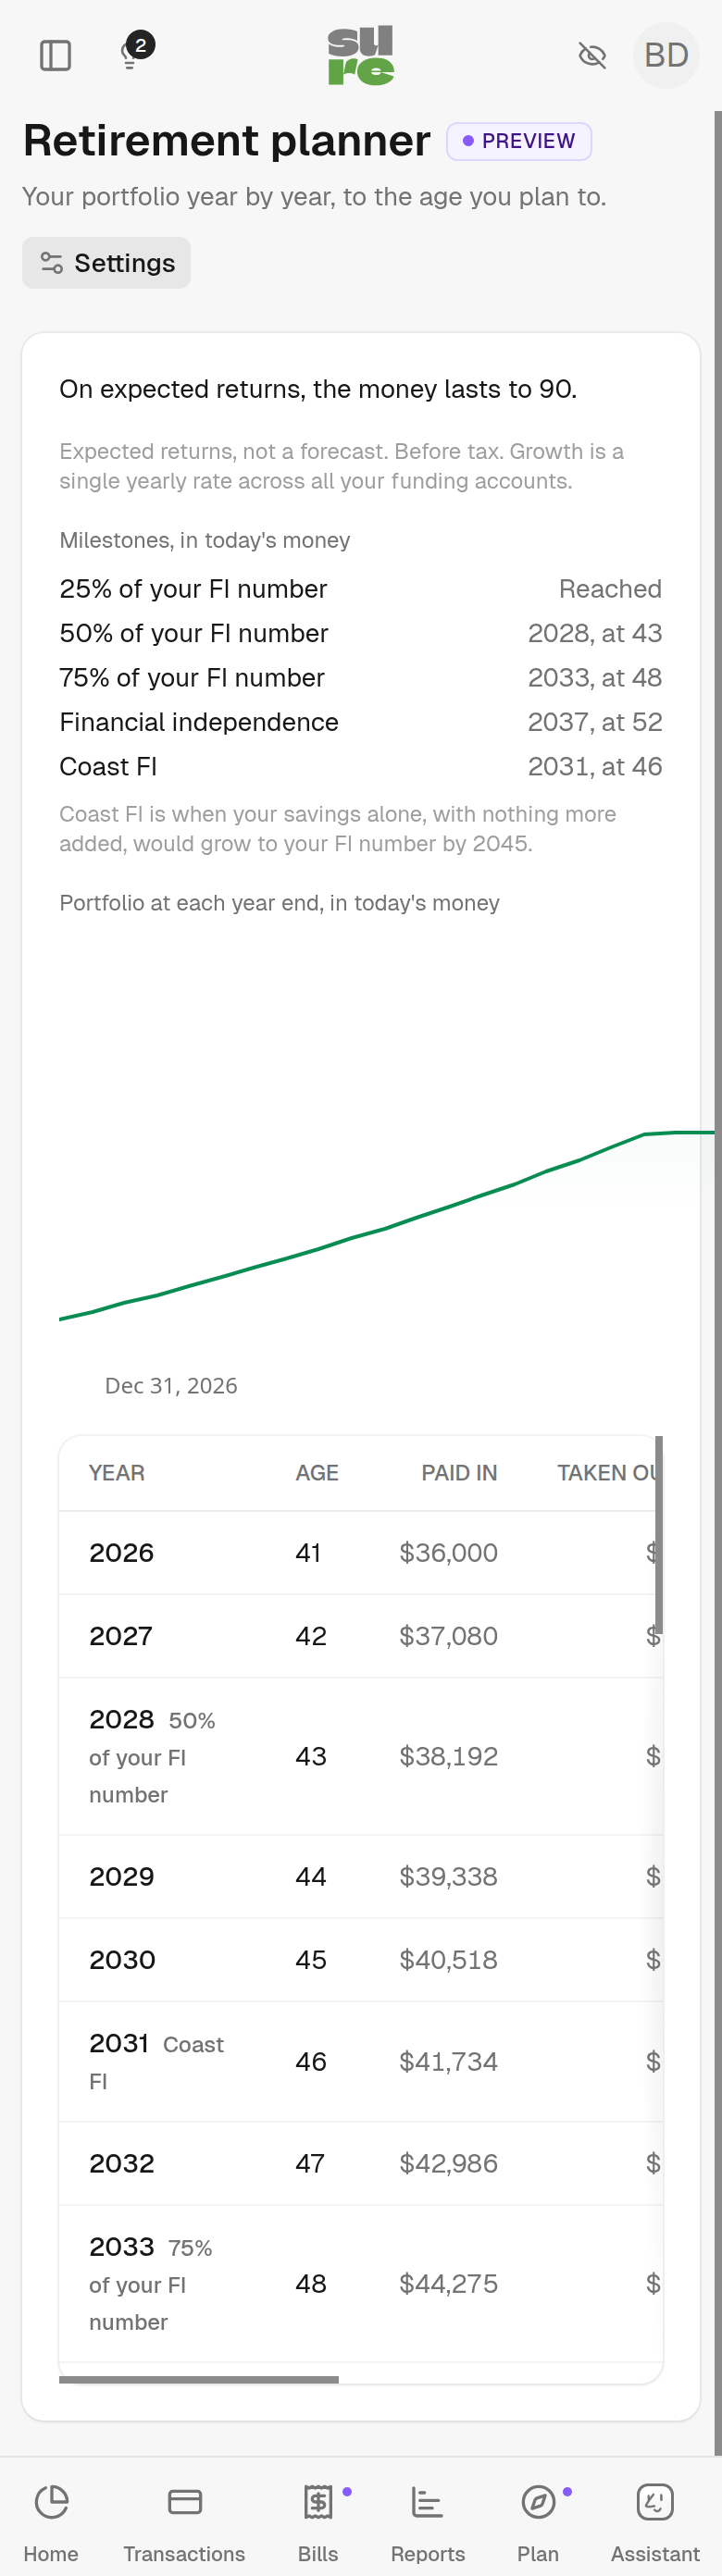 2
sure
BD
Retirement planner
PREVIEW
Your portfolio year by year, to the age you plan to.
Settings
On expected returns, the money lasts to 90.
Expected returns, not a forecast. Before tax. Growth is a
single yearly rate across all your funding accounts.
Milestones, in today's money
25% of your FI number Reached
50% of your FI number 2028, at 43
75% of your FI number 2033, at 48
Financial independence 2037, at 52
Coast FI 2031, at 46
Coast FI is when your savings alone, with nothing more
added, would grow to your FI number by 2045.
Portfolio at each year end, in today's money
Dec 31, 2026
YEAR AGE PAID IN TAKEN OU
2026 41 $36,000 $
2027 42 $37,080 $
2028 50%
of your FI
number
43 $38,192 $
2029 44 $39,338 $
2030 45 $40,518 $
2031 Coast
FI
46 $41,734 $
2032 47 $42,986 $
2033 75%
of your FI
number
48 $44,275 $
Home Transactions Bills Reports Plan Assistant